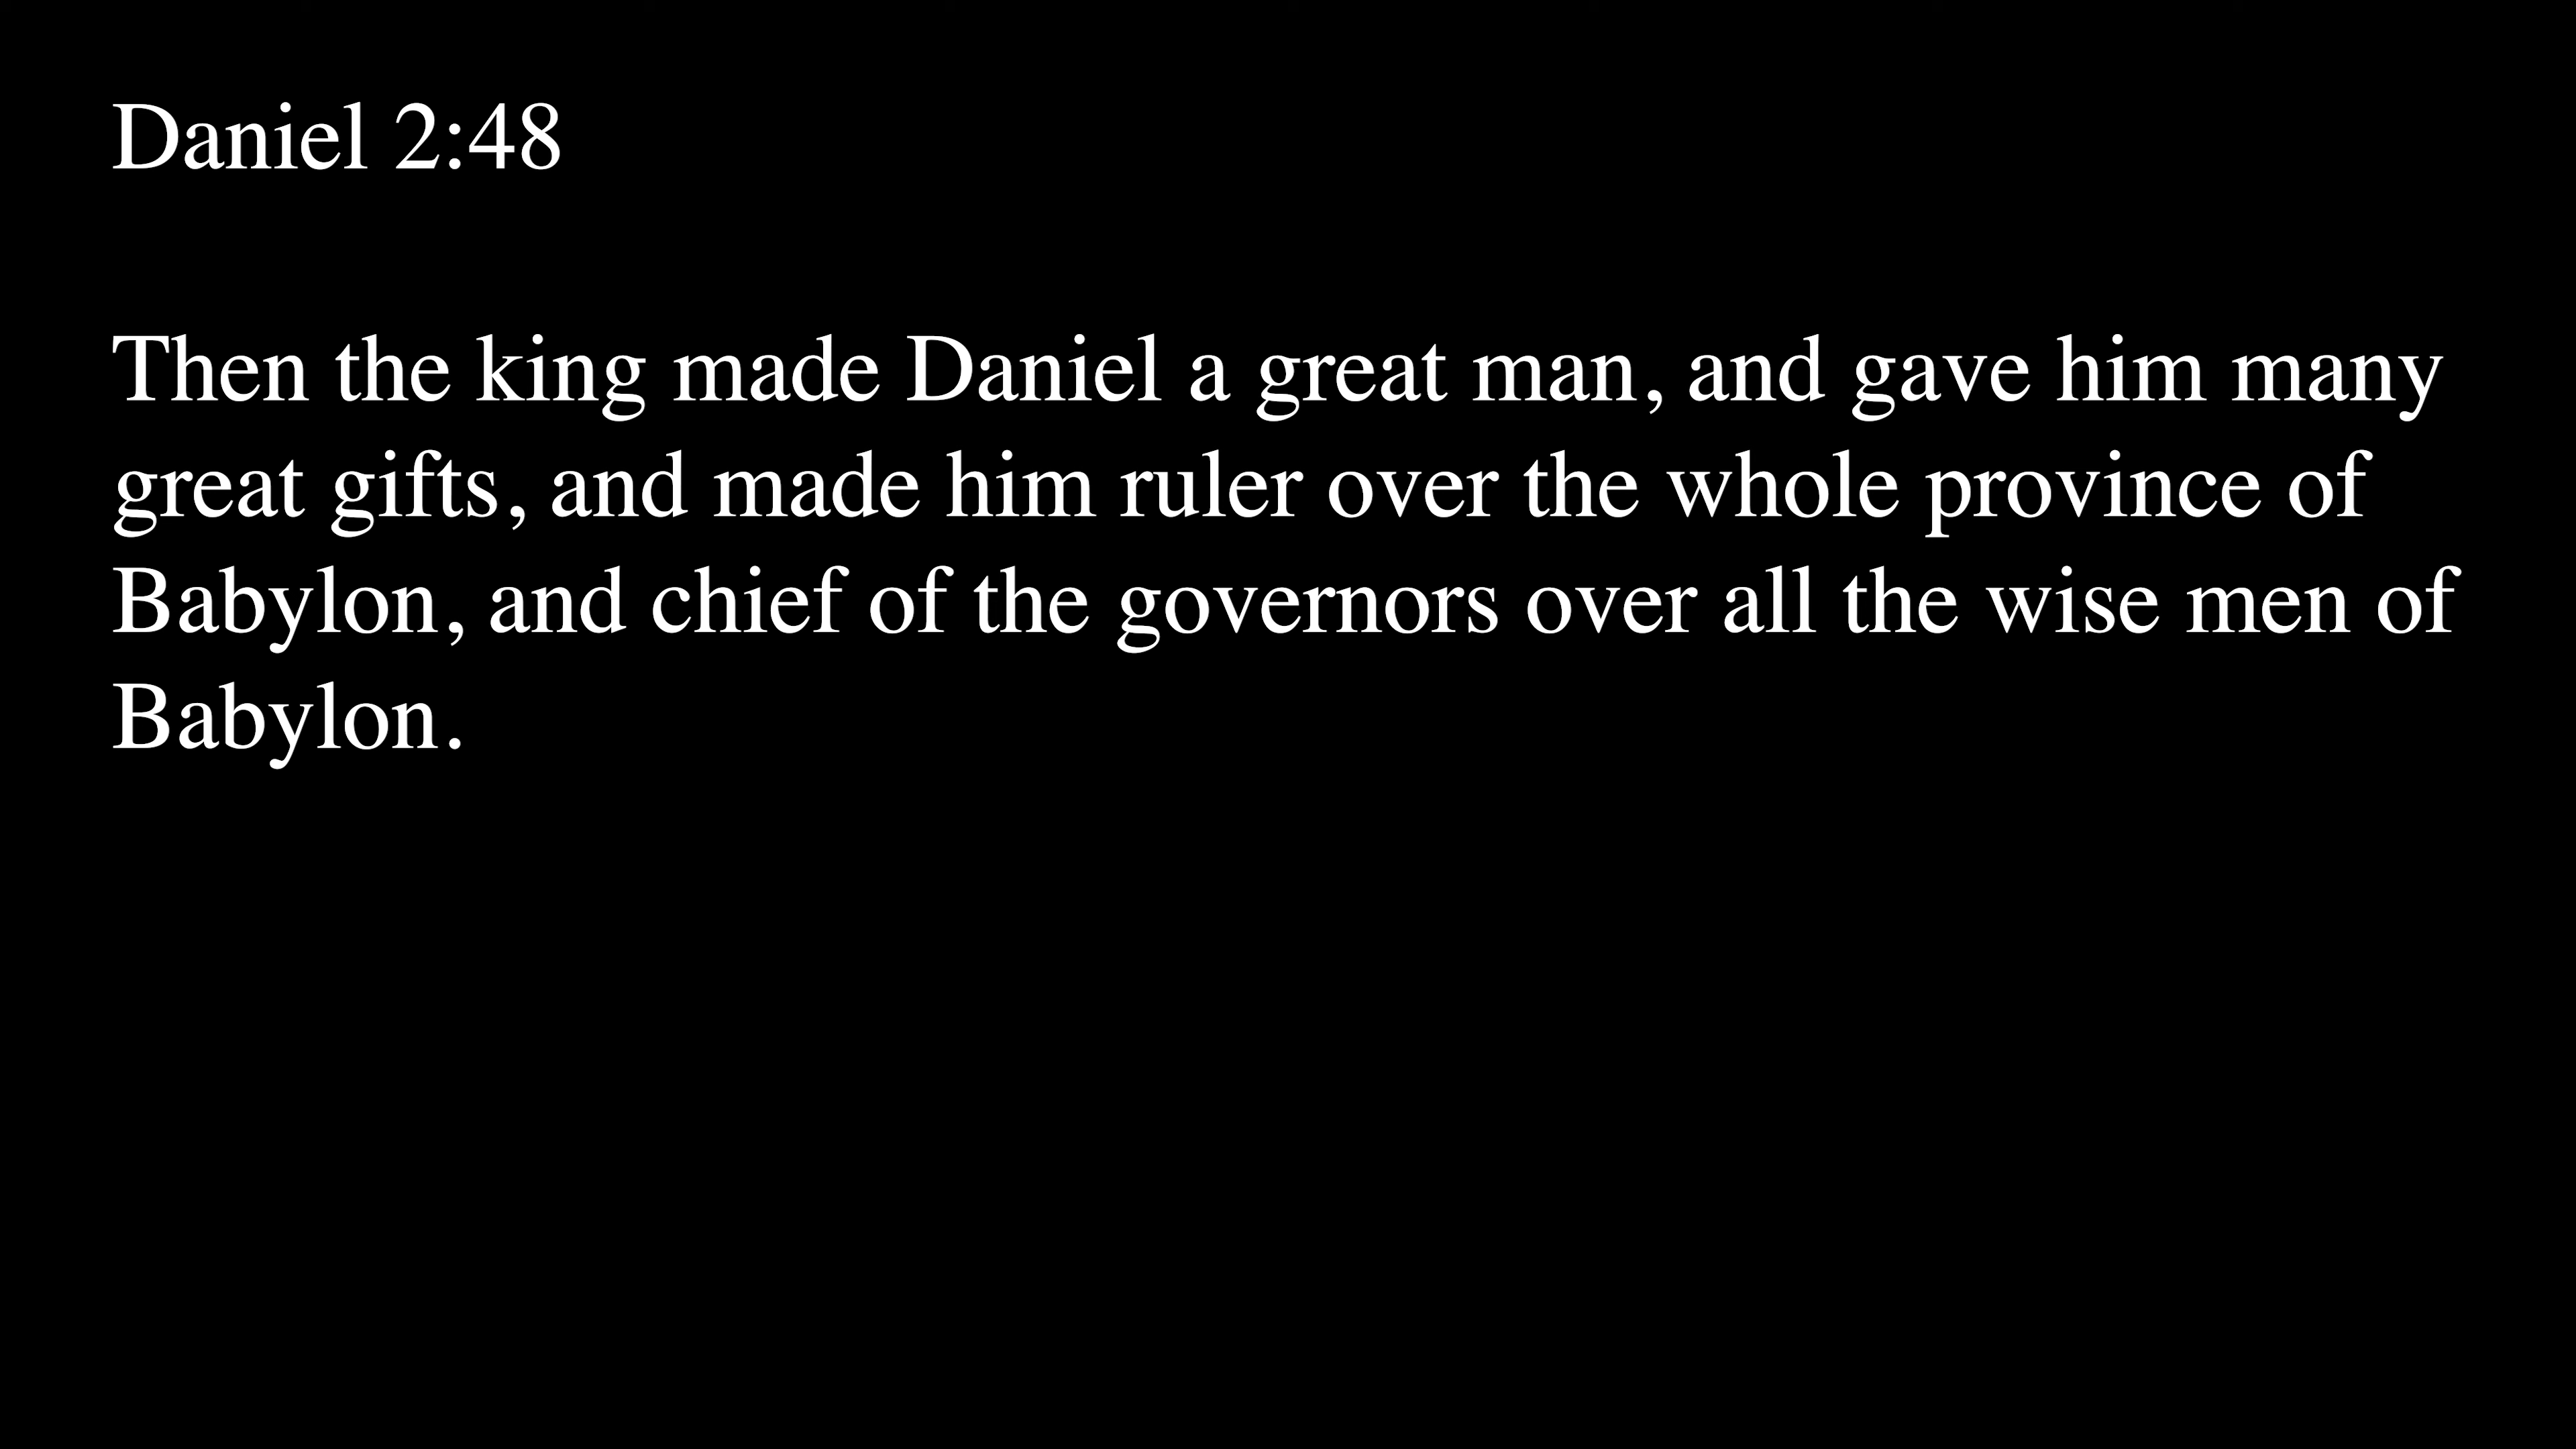 Daniel 2:48
Then the king made Daniel a great man, and gave him many
great gifts, and made him ruler over the whole province of
Babylon, and chief of the governors over all the wise men of
Babylon.